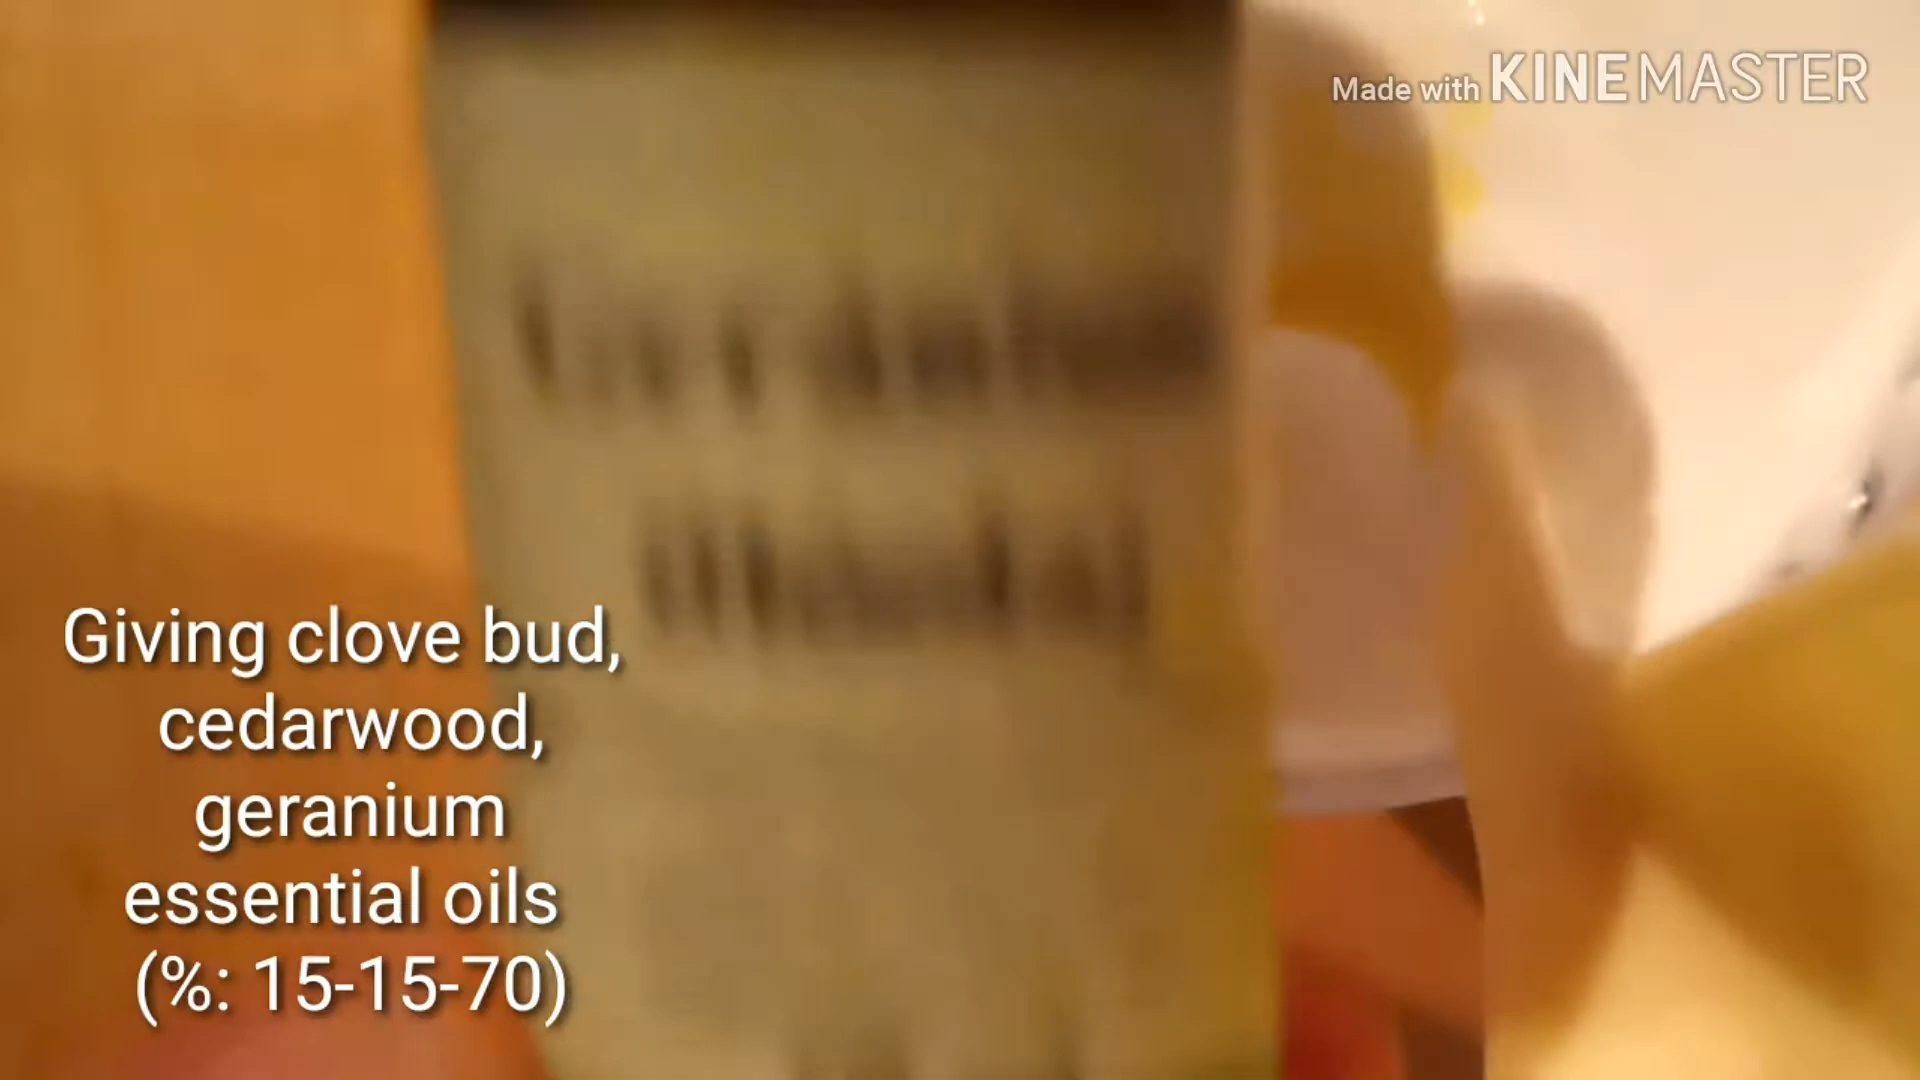 Made with KINEMASTER
Giving clove bud,
cedarwood,
geranium
essential oils
(%: 15-15-70)